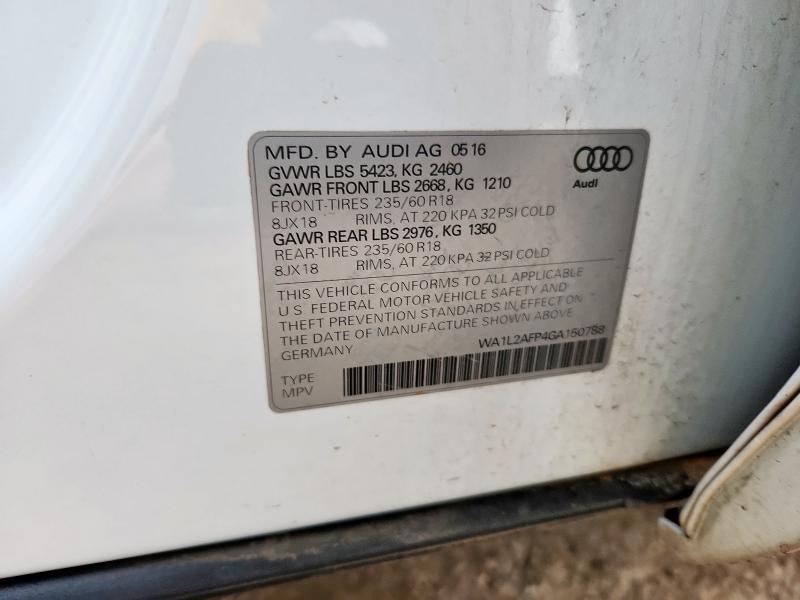 MFD. BY AUDI AG 05 16
GVWR LBS 5423, KG 2460
GAWR FRONT LBS 2668, KG 1210
FRONT-TIRES 235/60 R18
8JX18 RIMS, AT 220 KPA 32 PSI COLD
GAWR REAR LBS 2976, KG 1350
REAR-TIRES 235/60 R18
8JX18 RIMS, AT 220 KPA 32 PSI COLD
Audi
THIS VEHICLE CONFORMS TO ALL APPLICABLE
U.S. FEDERAL MOTOR VEHICLE SAFETY AND
THEFT PREVENTION STANDARDS IN EFFECT ON
THE DATE OF MANUFACTURE SHOWN ABOVE.
GERMANY
WA1L2AFP4GA150788
TYPE
MPV